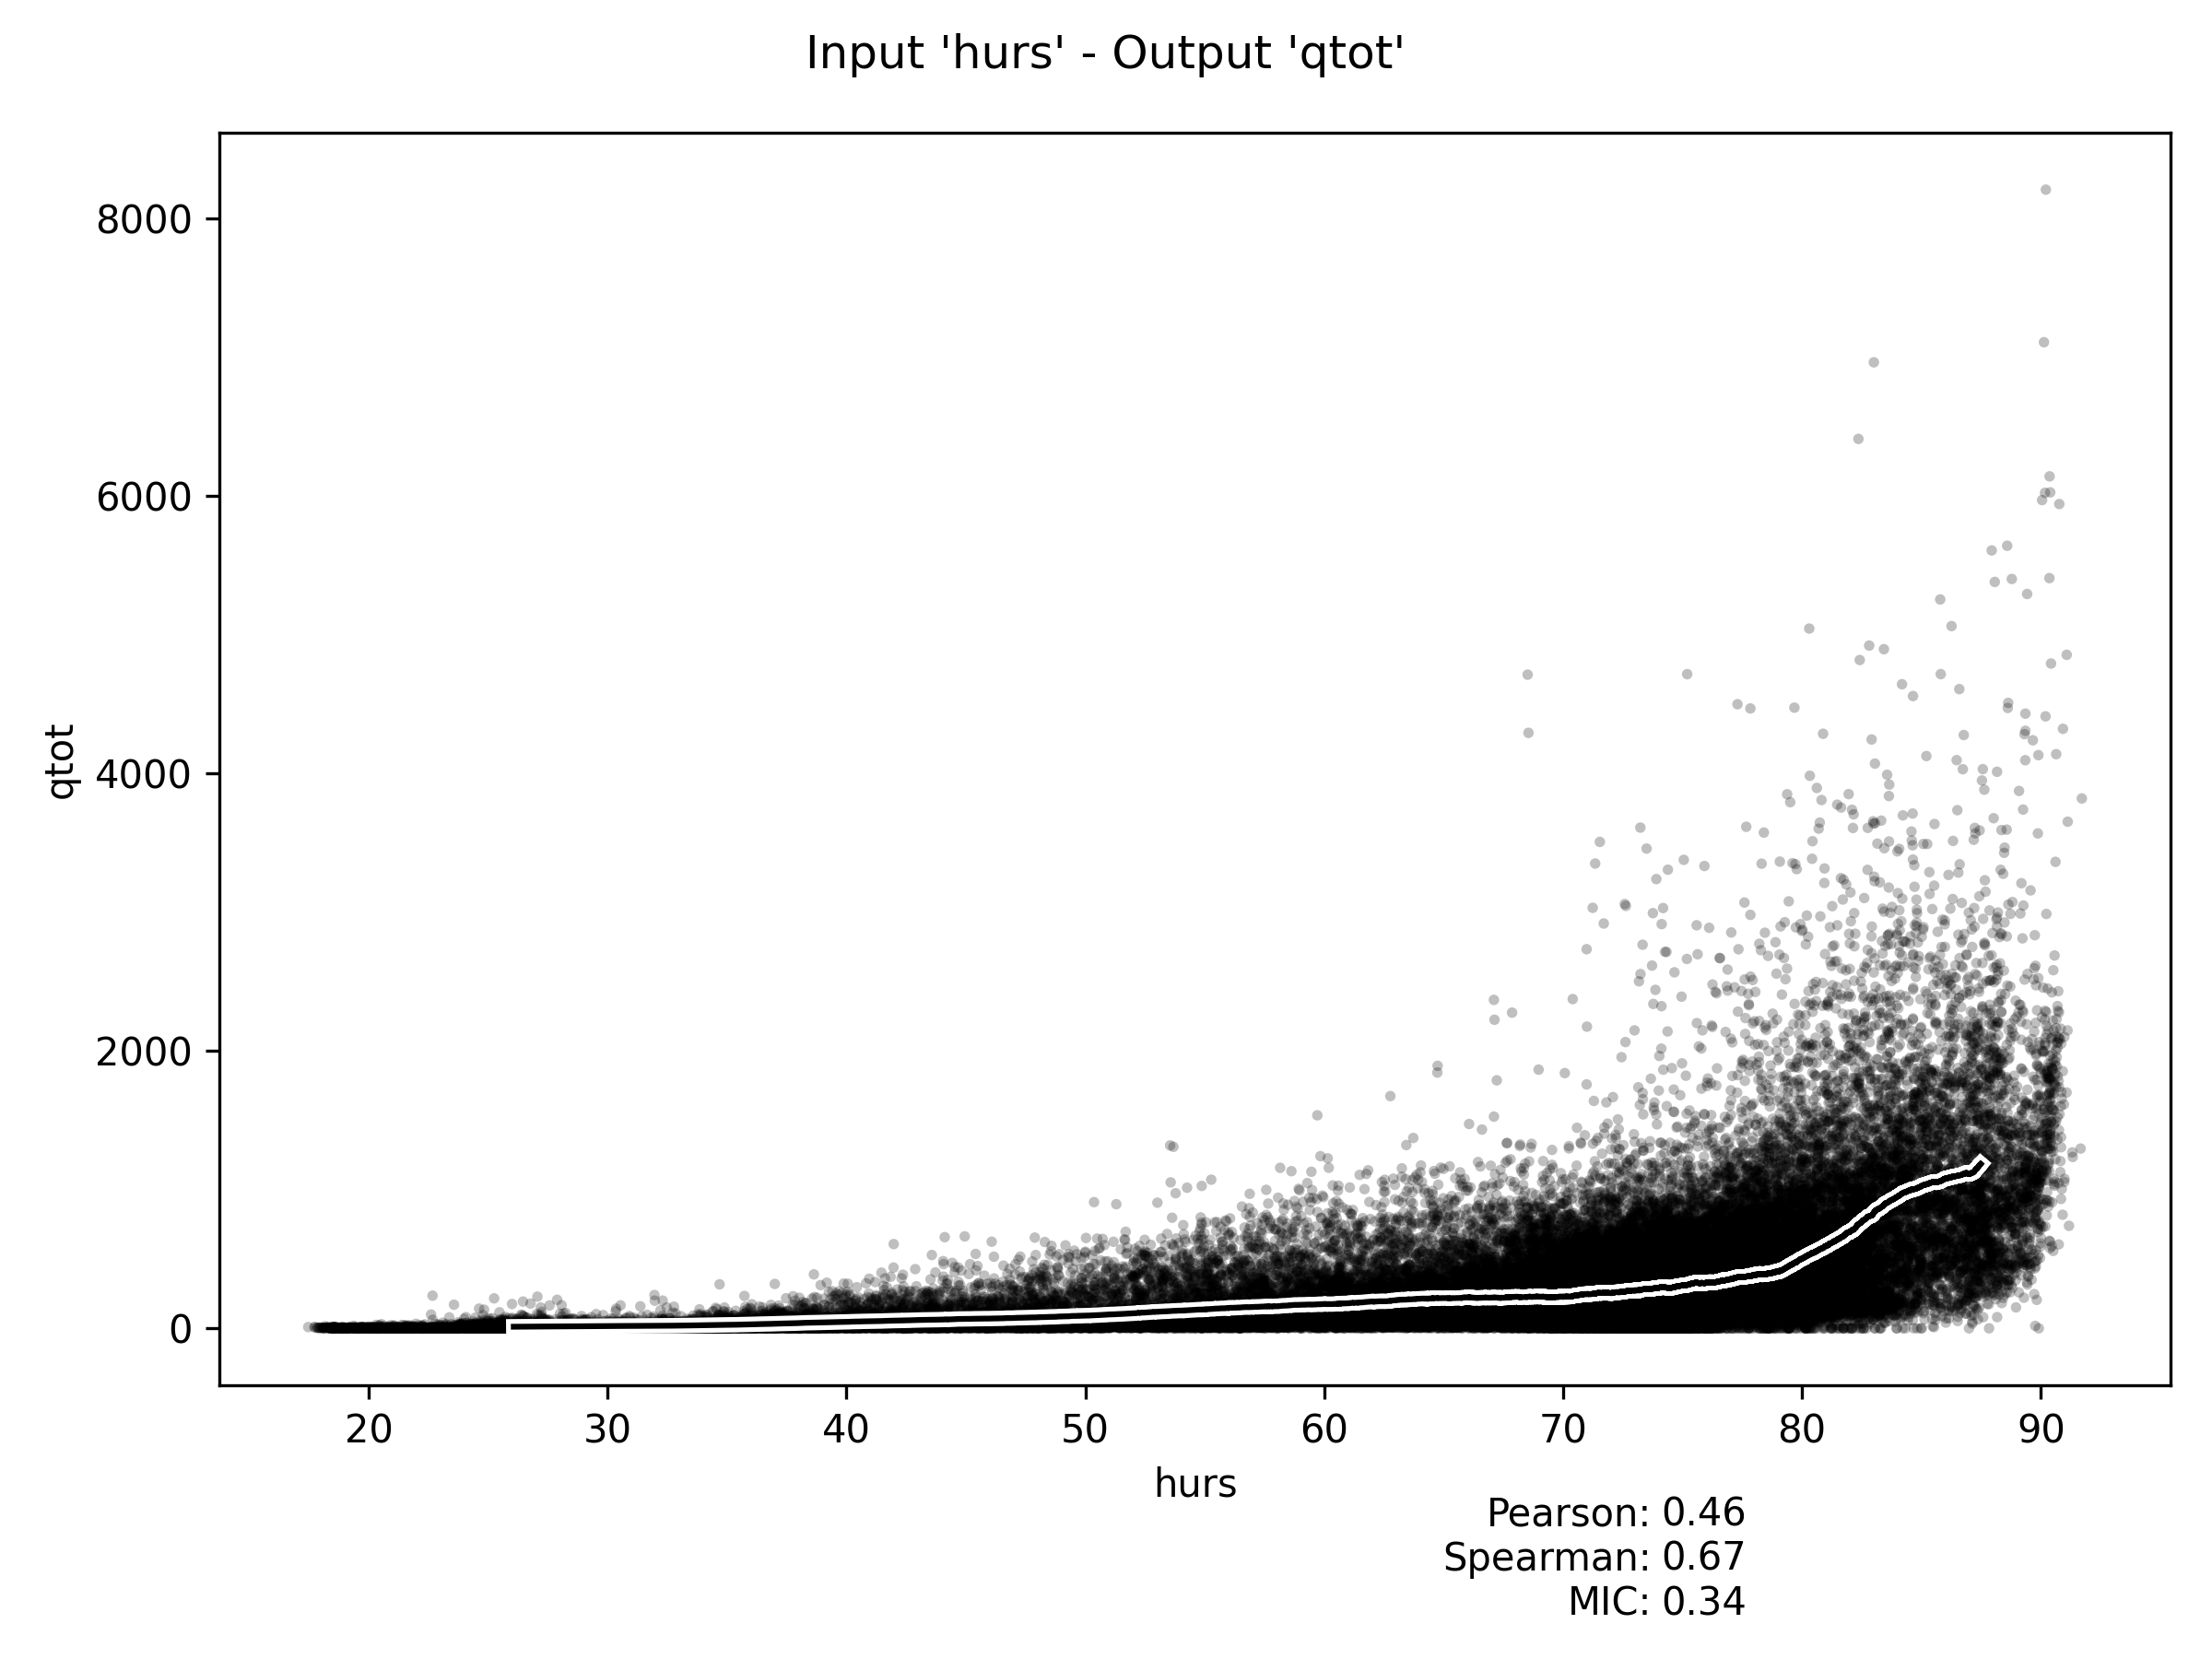 Input 'hurs' - Output 'qtot'
8000
6000
4000
2000
0
qtot
20 30 40 50 60 70 80 90
hurs
Pearson: 0.46
Spearman: 0.67
MIC: 0.34